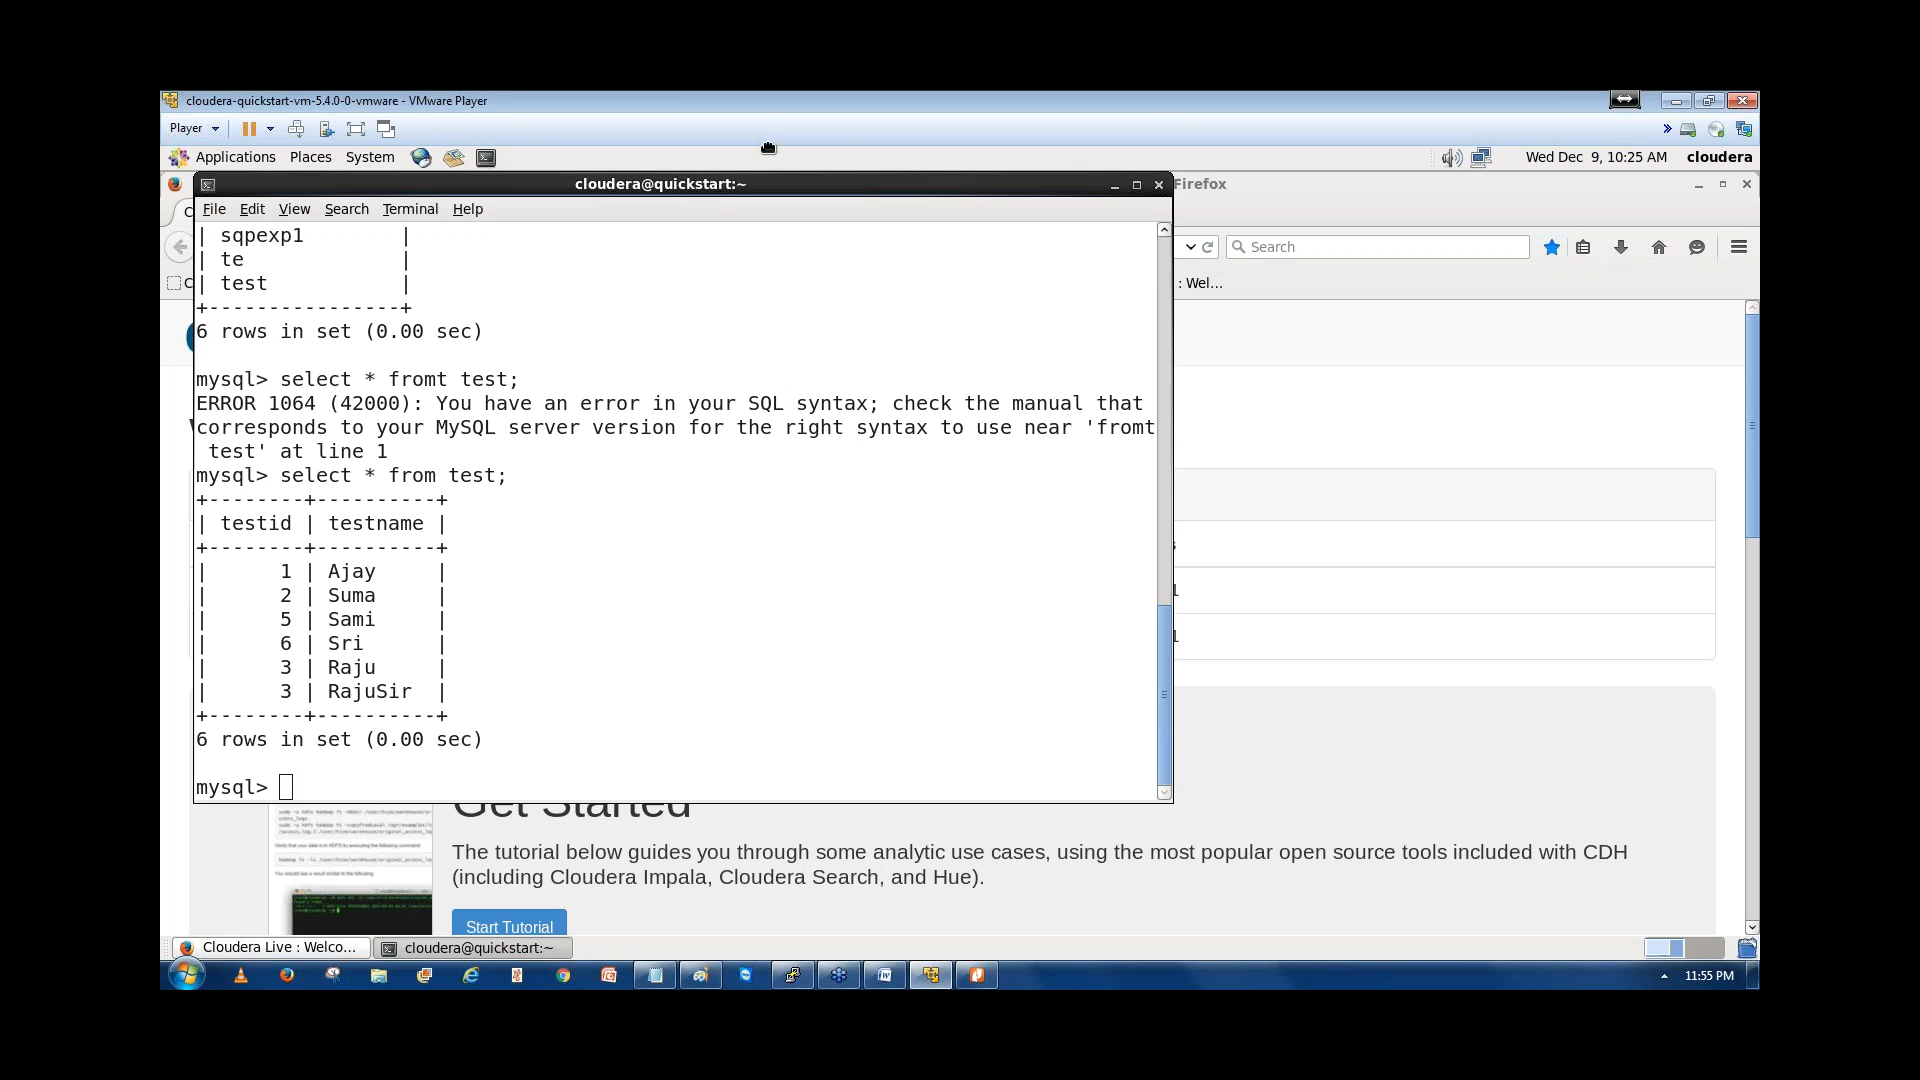 cloudera-quickstart-vm-5.4.0-0-vmware - VMware Player
Player
Applications Places System
Wed Dec 9, 10:25 AM cloudera
cloudera@quickstart:~
Firefox
File Edit View Search Terminal Help
Search
: Wel...
| sqpexp1 |
| te |
| test |
+----------------+
6 rows in set (0.00 sec)
mysql> select * fromt test;
ERROR 1064 (42000): You have an error in your SQL syntax; check the manual that
corresponds to your MySQL server version for the right syntax to use near 'fromt
test' at line 1
mysql> select * from test;
+--------+----------+
| testid | testname |
+--------+----------+
| 1 | Ajay |
| 2 | Suma |
| 5 | Sami |
| 6 | Sri |
| 3 | Raju |
| 3 | RajuSir |
+--------+----------+
6 rows in set (0.00 sec)
mysql>
Get Started
The tutorial below guides you through some analytic use cases, using the most popular open source tools included with CDH
(including Cloudera Impala, Cloudera Search, and Hue).
Start Tutorial
Cloudera Live : Welco...
cloudera@quickstart:~
11:55 PM